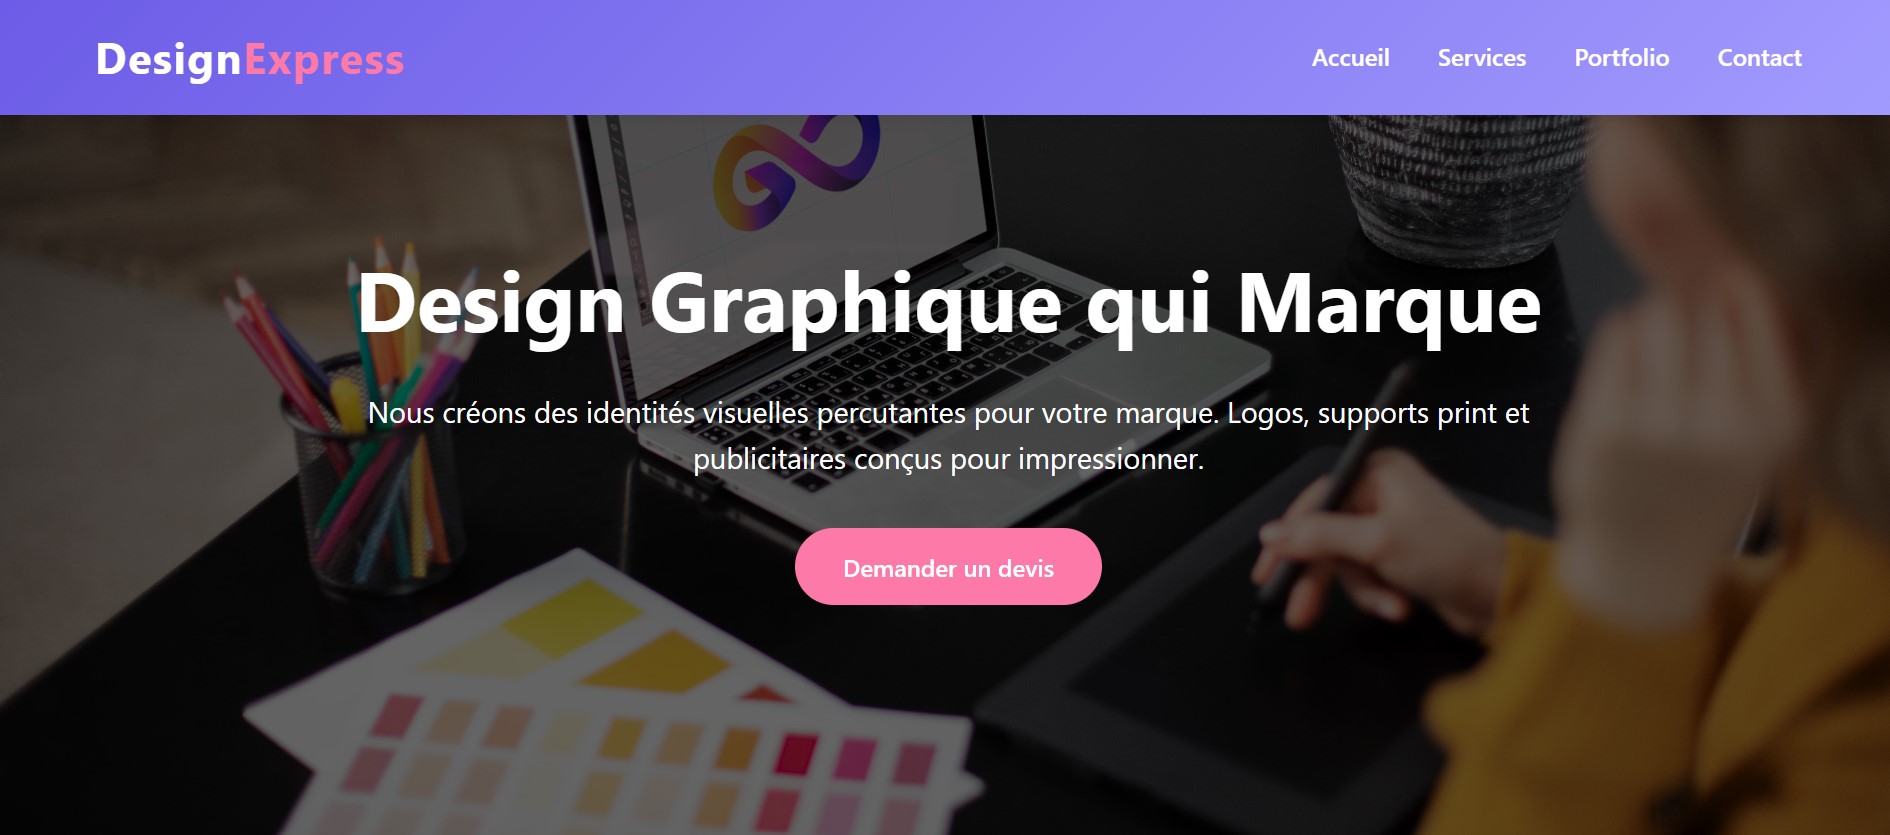 DesignExpress
Accueil Services Portfolio Contact
Design Graphique qui Marque
Nous créons des identités visuelles percutantes pour votre marque. Logos, supports print et
publicitaires conçus pour impressionner.
Demander un devis